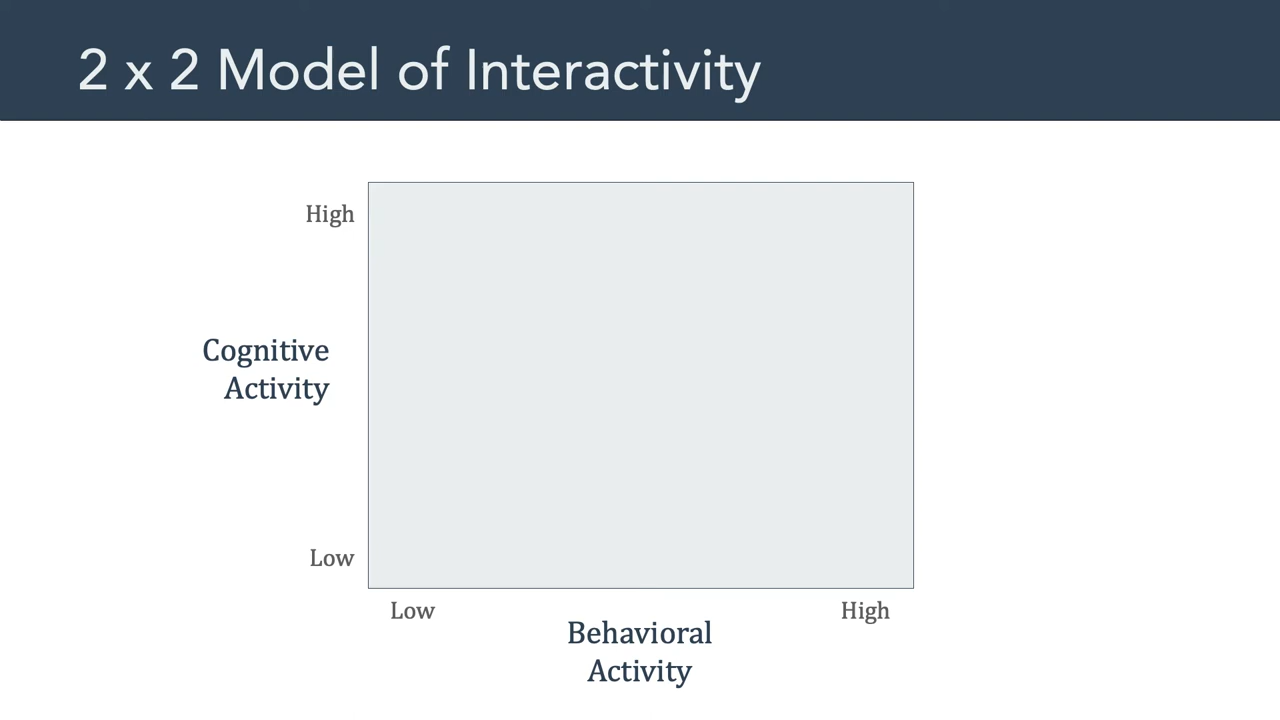 2 x 2 Model of Interactivity
High
Cognitive
Activity
Low
Low
High
Behavioral
Activity